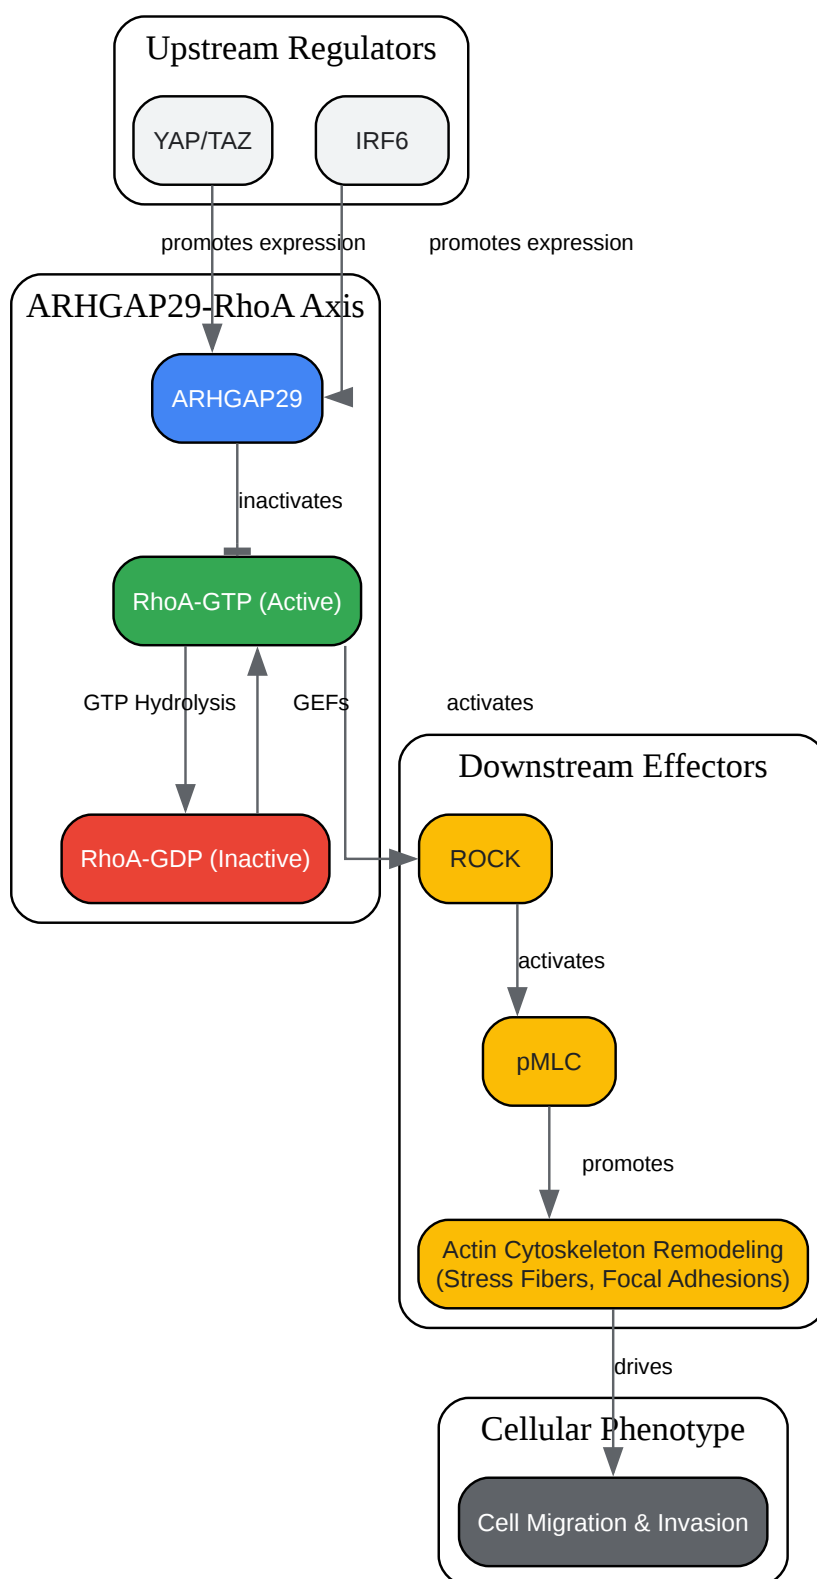 Upstream Regulators
YAP/TAZ
IRF6
promotes expression
promotes expression
ARHGAP29-RhoA Axis
ARHGAP29
inactivates
RhoA-GTP (Active)
GTP Hydrolysis
GEFs
activates
Downstream Effectors
RhoA-GDP (Inactive)
ROCK
activates
pMLC
promotes
Actin Cytoskeleton Remodeling
(Stress Fibers, Focal Adhesions)
drives
Cellular Phenotype
Cell Migration & Invasion